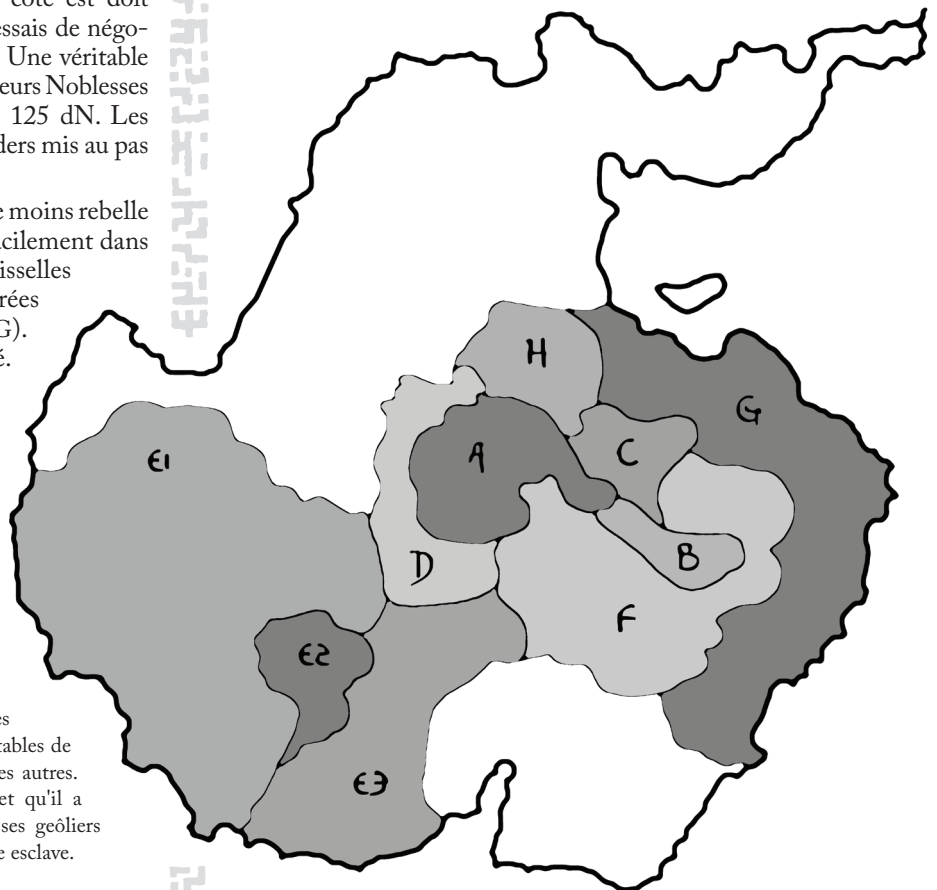 côté est doit
essais de négo-
Une véritable
eurs Noblesses
125 dN. Les
ders mis au pas
e moins rebelle
acilement dans
isselles
rées
G).
é.
H
G
A
C
E1
B
D
F
E2
es
tables de
es autres.
et qu'il a
ses geôliers
e esclave.
E3